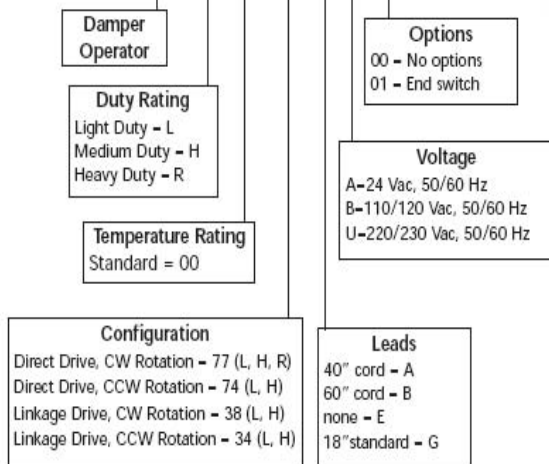 Damper
Operator
Options
00 – No options
01 – End switch
Duty Rating
Light Duty – L
Medium Duty – H
Heavy Duty – R
Voltage
A–24 Vac, 50/60 Hz
B–110/120 Vac, 50/60 Hz
U–220/230 Vac, 50/60 Hz
Temperature Rating
Standard = 00
Configuration
Direct Drive, CW Rotation – 77 (L, H, R)
Direct Drive, CCW Rotation – 74 (L, H)
Linkage Drive, CW Rotation – 38 (L, H)
Linkage Drive, CCW Rotation – 34 (L, H)
Leads
40" cord – A
60" cord – B
none – E
18"standard – G